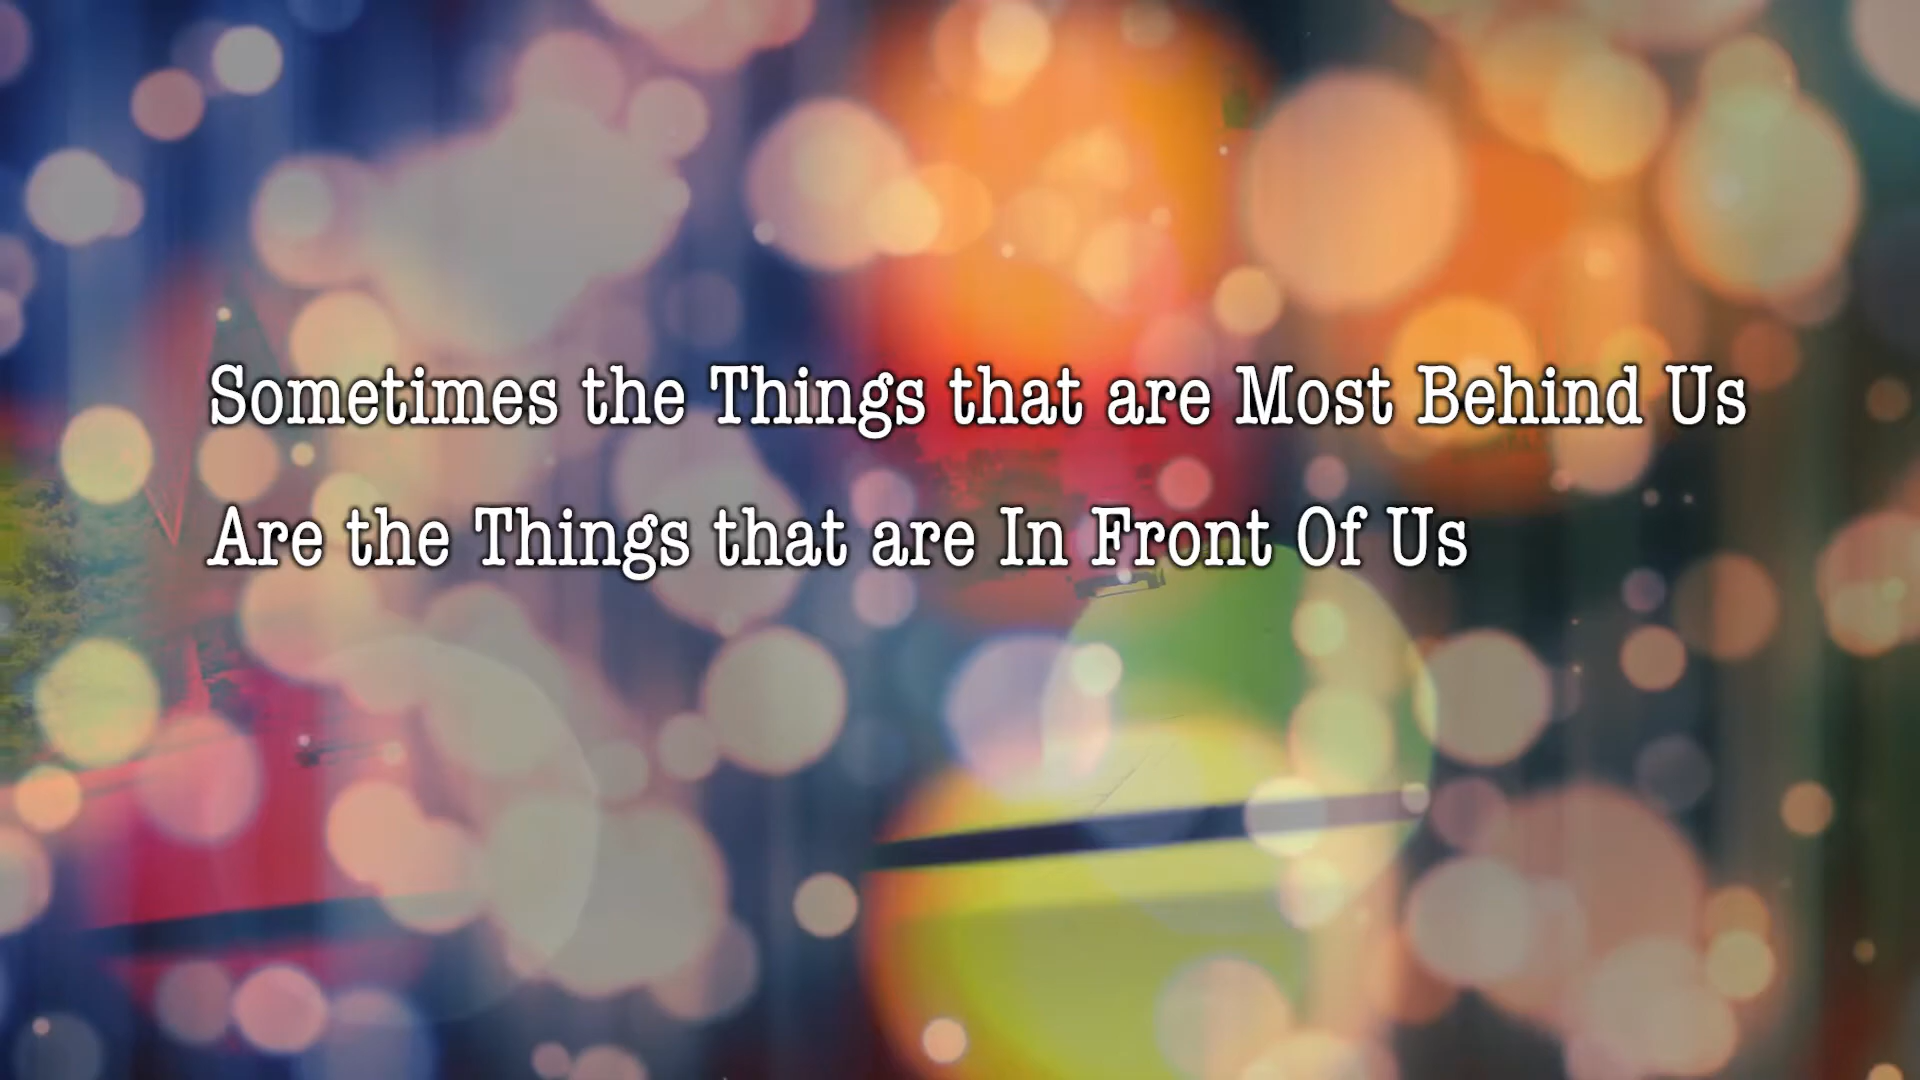 Sometimes the Things that are Most Behind Us
Are the Things that are In Front Of Us